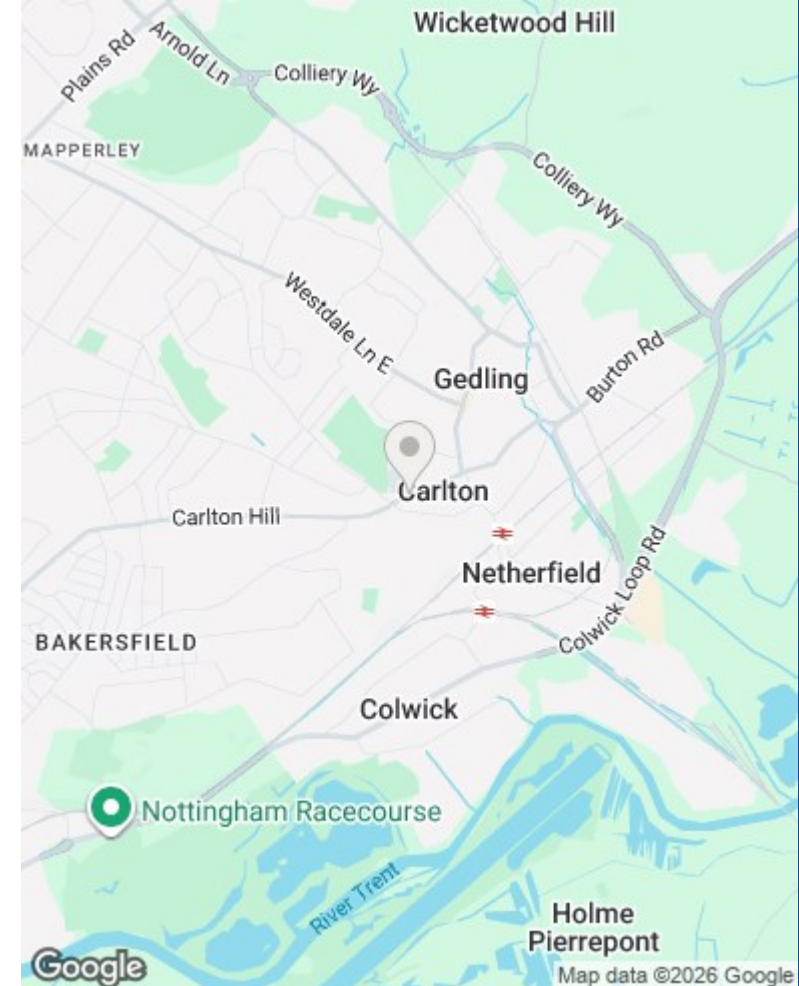 Wicketwood Hill
Plains Rd
Arnold Ln
Colliery Wy
MAPPERLEY
Colliery Wy
Westdale Ln E
Burton Rd
Gedling
Carlton
Carlton Hill
Netherfield
Colwick Loop Rd
BAKERSFIELD
Colwick
Nottingham Racecourse
River Trent
Holme
Pierrepont
Google
Map data ©2026 Google